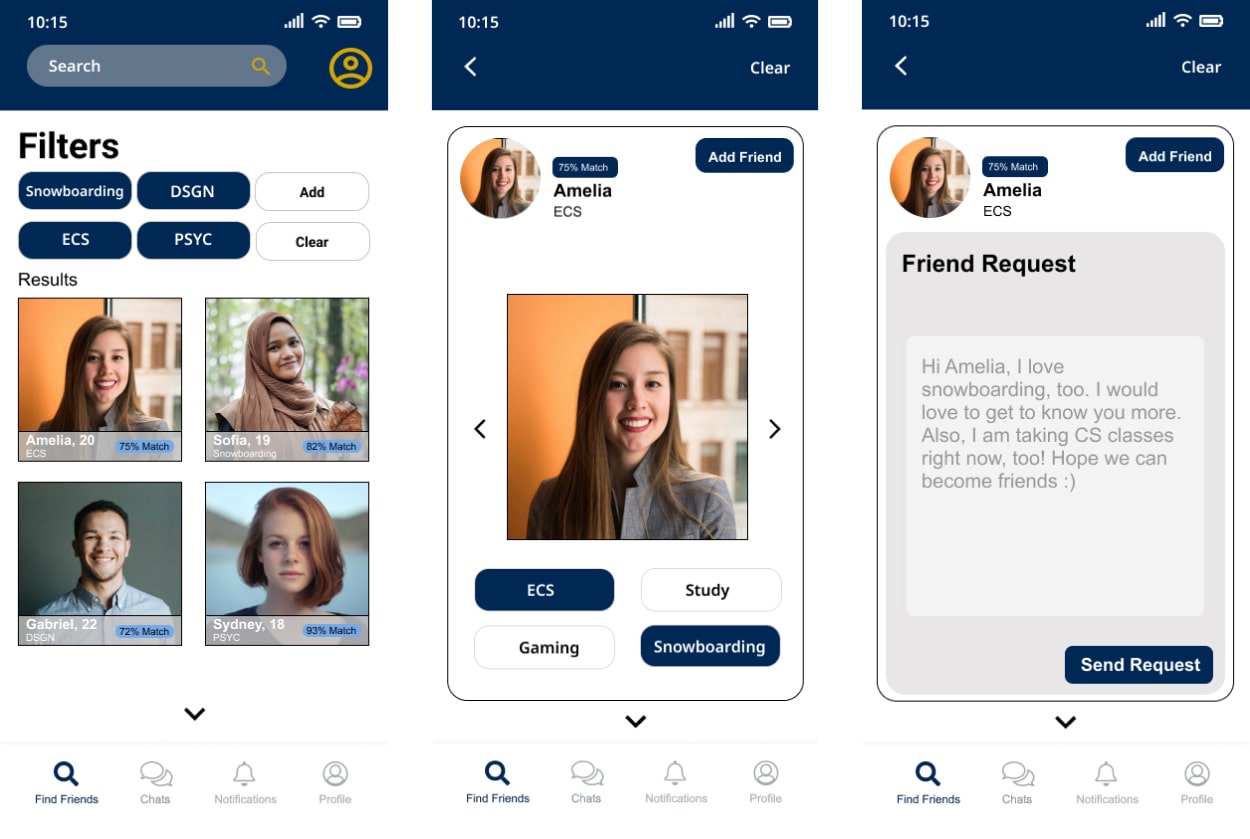 10:15
Search
Filters
Snowboarding
DSGN
Add
ECS
PSYC
Clear
Results
Amelia, 20
ECS
75% Match
Sofia, 19
Snowboarding
82% Match
Gabriel, 22
DSGN
72% Match
Sydney, 18
PSYC
93% Match
Find Friends
Chats
Notifications
Profile
10:15
Clear
75% Match
Amelia
ECS
Add Friend
ECS
Study
Gaming
Snowboarding
Find Friends
Chats
Notifications
Profile
10:15
Clear
75% Match
Amelia
ECS
Add Friend
Friend Request
Hi Amelia, I love
snowboarding, too. I would
love to get to know you more.
Also, I am taking CS classes
right now, too! Hope we can
become friends :)
Send Request
Find Friends
Chats
Notifications
Profile